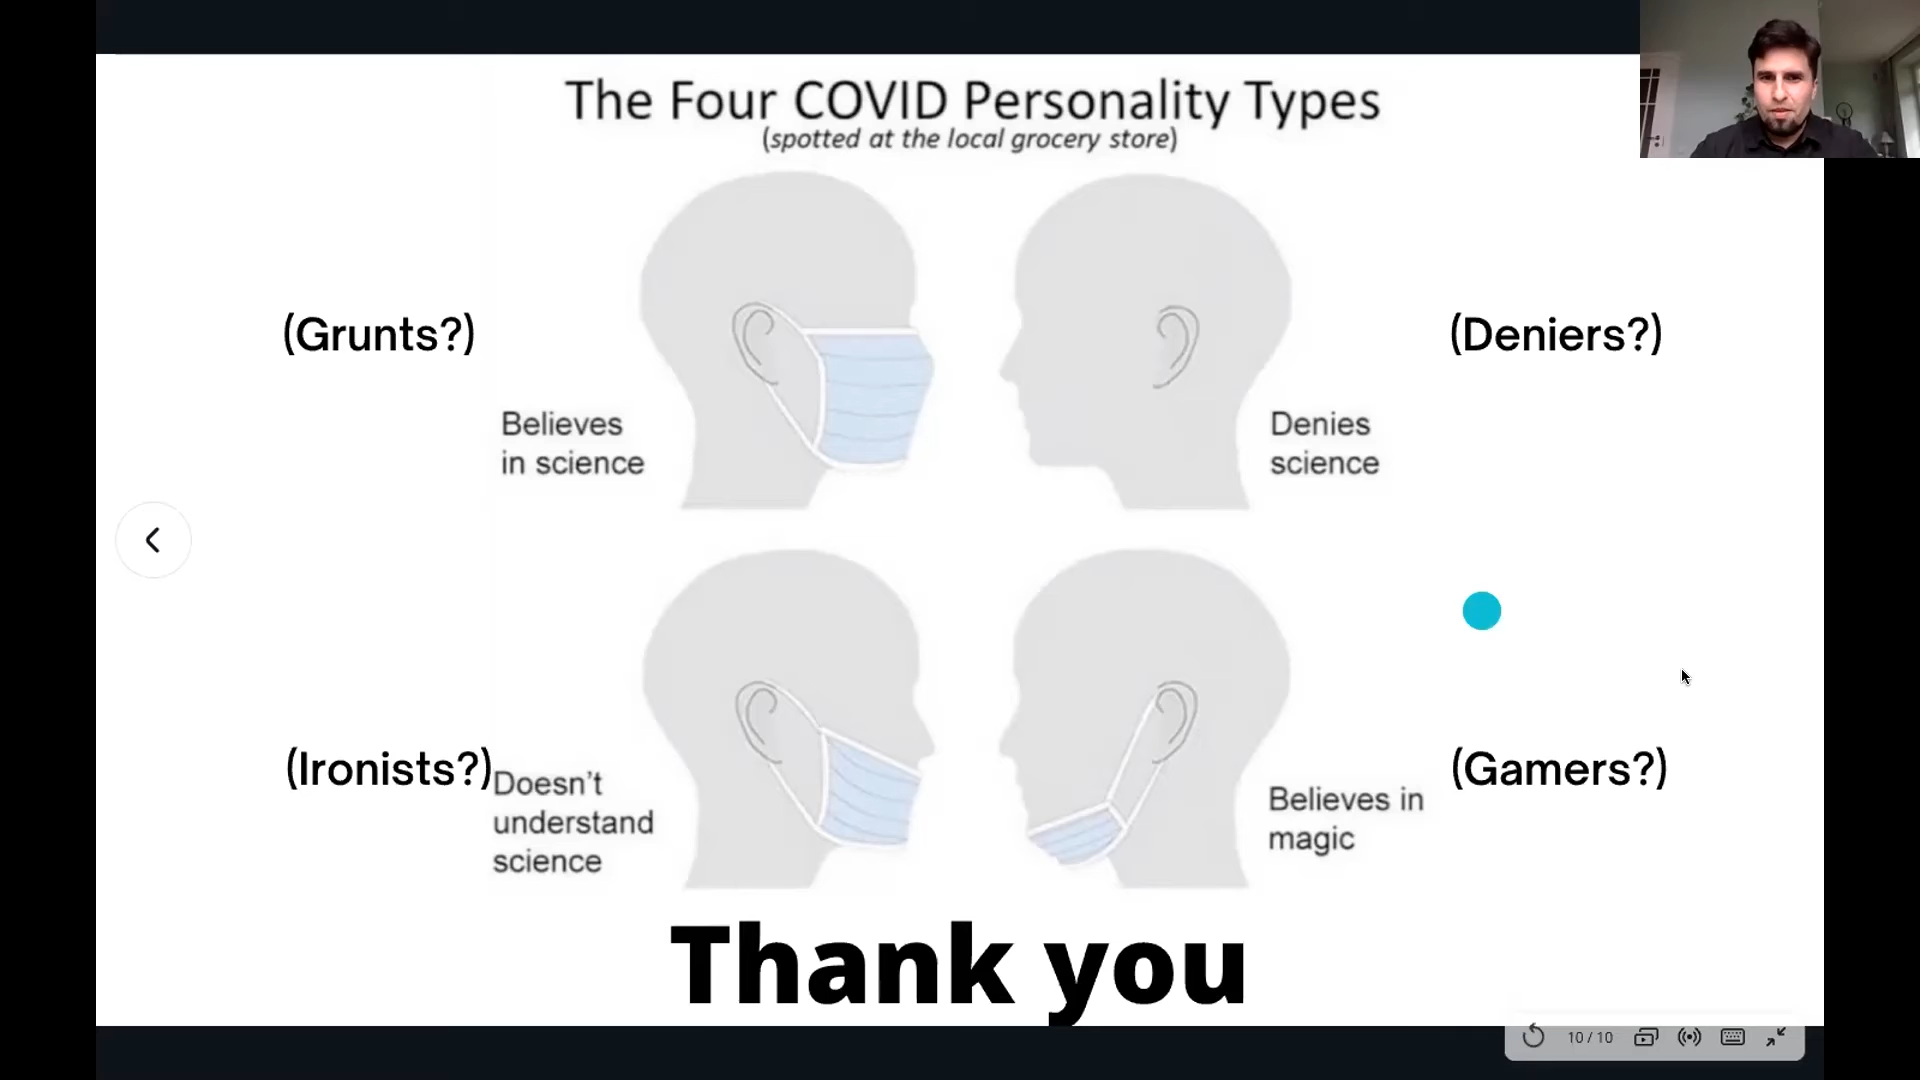 The Four COVID Personality Types
(spotted at the local grocery store)
(Grunts?)
Believes
in science
Denies
science
(Deniers?)
(Ironists?)
Doesn't
understand
science
Believes in
magic
(Gamers?)
Thank you
10 / 10